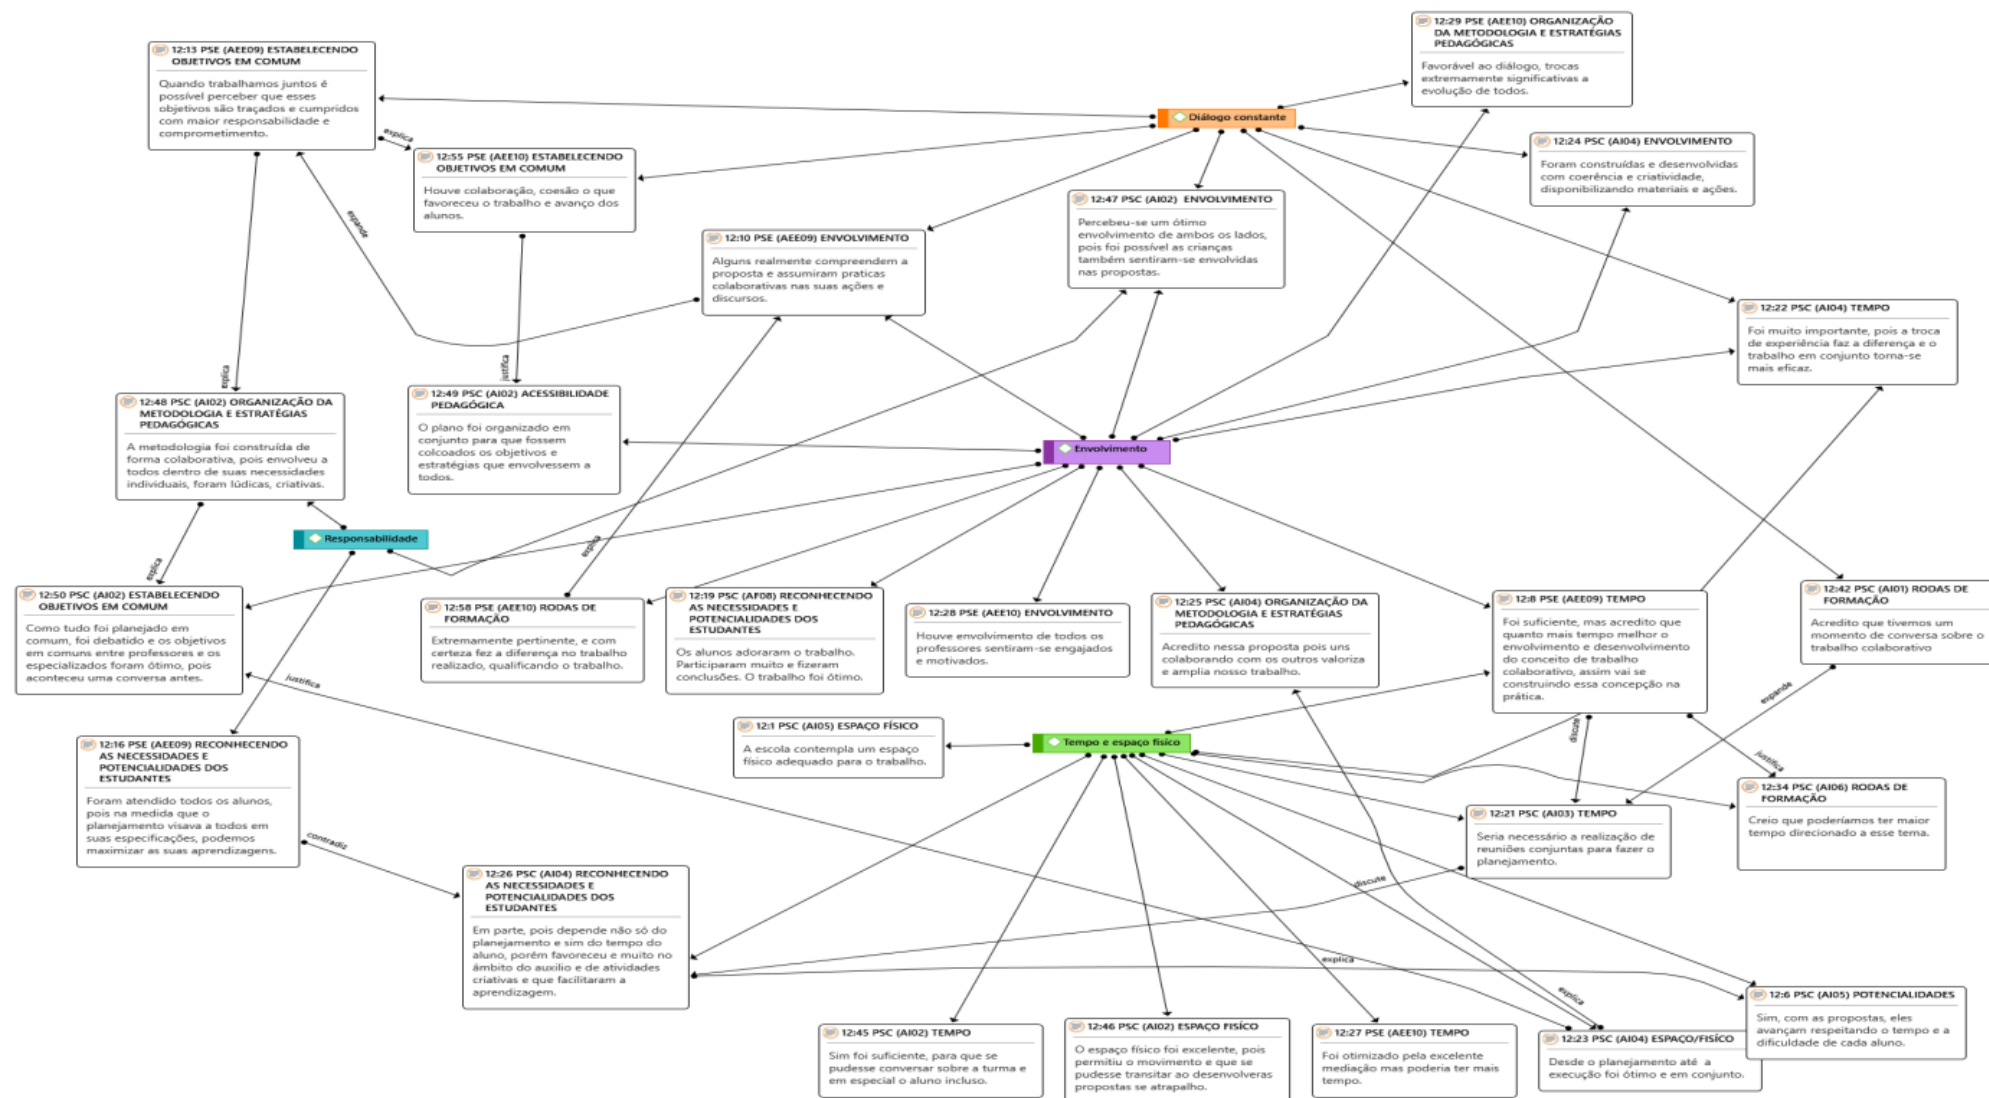 12:29 PSE (AEE10) ORGANIZAÇÃO
DA METODOLOGIA E ESTRATÉGIAS
PEDAGÓGICAS
Favorável ao diálogo, trocas
extremamente significativas a
evolução de todos.
12:13 PSE (AEE09) ESTABELECENDO
OBJETIVOS EM COMUM
Quando trabalhamos juntos é
possível perceber que esses
objetivos são traçados e cumpridos
com maior responsabilidade e
comprometimento.
Diálogo constante
explica
12:55 PSE (AEE10) ESTABELECENDO
OBJETIVOS EM COMUM
Houve colaboração, coesão o que
favoreceu o trabalho e avanço dos
alunos.
12:24 PSC (AI04) ENVOLVIMENTO
Foram construídas e desenvolvidas
com coerência e criatividade,
disponibilizando materiais e ações.
12:47 PSC (AI02) ENVOLVIMENTO
Percebeu-se um ótimo
envolvimento de ambos os lados,
pois foi possível as crianças
também sentiram-se envolvidas
nas propostas.
expande
12:10 PSE (AEE09) ENVOLVIMENTO
Alguns realmente compreendem a
proposta e assumiram praticas
colaborativas nas suas ações e
discursos.
12:22 PSC (AI04) TEMPO
Foi muito importante, pois a troca
de experiência faz a diferença e o
trabalho em conjunto torna-se
mais eficaz.
explica
justifica
12:48 PSC (AI02) ORGANIZAÇÃO DA
METODOLOGIA E ESTRATÉGIAS
PEDAGÓGICAS
A metodologia foi construída de
forma colaborativa, pois envolveu a
todos dentro de suas necessidades
individuais, foram lúdicas, criativas.
12:49 PSC (AI02) ACESSIBILIDADE
PEDAGÓGICA
O plano foi organizado em
conjunto para que fossem
colcoados os objetivos e
estratégias que envolvessem a
todos.
Envolvimento
Responsabilidade
explica
explica
12:50 PSC (AI02) ESTABELECENDO
OBJETIVOS EM COMUM
Como tudo foi planejado em
comum, foi debatido e os objetivos
em comuns entre professores e os
especializados foram ótimo, pois
aconteceu uma conversa antes.
12:58 PSE (AEE10) RODAS DE
FORMAÇÃO
Extremamente pertinente, e com
certeza fez a diferença no trabalho
realizado, qualificando o trabalho.
12:19 PSC (AF08) RECONHECENDO
AS NECESSIDADES E
POTENCIALIDADES DOS
ESTUDANTES
Os alunos adoraram o trabalho.
Participaram muito e fizeram
conclusões. O trabalho foi ótimo.
12:28 PSE (AEE10) ENVOLVIMENTO
Houve envolvimento de todos os
professores sentiram-se engajados
e motivados.
12:25 PSC (AI04) ORGANIZAÇÃO DA
METODOLOGIA E ESTRATÉGIAS
PEDAGÓGICAS
Acredito nessa proposta pois uns
colaborando com os outros valoriza
e amplia nosso trabalho.
12:8 PSE (AEE09) TEMPO
Foi suficiente, mas acredito que
quanto mais tempo melhor o
envolvimento e desenvolvimento
do conceito de trabalho
colaborativo, assim vai se
construindo essa concepção na
prática.
12:42 PSC (AI01) RODAS DE
FORMAÇÃO
Acredito que tivemos um
momento de conversa sobre o
trabalho colaborativo
justifica
expande
discute
justifica
12:1 PSC (AI05) ESPAÇO FÍSICO
A escola contempla um espaço
físico adequado para o trabalho.
Tempo e espaço físico
12:16 PSE (AEE09) RECONHECENDO
AS NECESSIDADES E
POTENCIALIDADES DOS
ESTUDANTES
Foram atendido todos os alunos,
pois na medida que o
planejamento visava a todos em
suas especificações, podemos
maximizar as suas aprendizagens.
12:34 PSC (AI06) RODAS DE
FORMAÇÃO
Creio que poderíamos ter maior
tempo direcionado a esse tema.
12:21 PSC (AI03) TEMPO
Seria necessário a realização de
reuniões conjuntas para fazer o
planejamento.
contradis
discute
12:26 PSC (AI04) RECONHECENDO
AS NECESSIDADES E
POTENCIALIDADES DOS
ESTUDANTES
Em parte, pois depende não só do
planejamento e sim do tempo do
aluno, porém favoreceu e muito no
âmbito do auxilio e de atividades
criativas e que facilitaram a
aprendizagem.
explica
explica
12:6 PSC (AI05) POTENCIALIDADES
Sim, com as propostas, eles
avançam respeitando o tempo e a
dificuldade de cada aluno.
12:45 PSC (AI02) TEMPO
Sim foi suficiente, para que se
pudesse conversar sobre a turma e
em especial o aluno incluso.
12:46 PSC (AI02) ESPAÇO FISÍCO
O espaço físico foi excelente, pois
permitiu o movimento e que se
pudesse transitar ao desenvolveras
propostas se atrapalho.
12:27 PSE (AEE10) TEMPO
Foi otimizado pela excelente
mediação mas poderia ter mais
tempo.
12:23 PSC (AI04) ESPAÇO/FISÍCO
Desde o planejamento até a
execução foi ótimo e em conjunto.